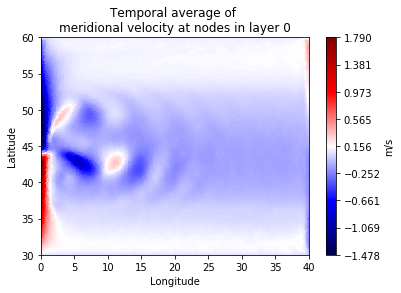 Temporal average of
meridional velocity at nodes in layer 0
60
55
50
45
40
35
30
Latitude
0 5 10 15 20 25 30 35 40
Longitude
1.790
1.381
0.973
0.565
0.156
−0.252
−0.661
−1.069
−1.478
m/s